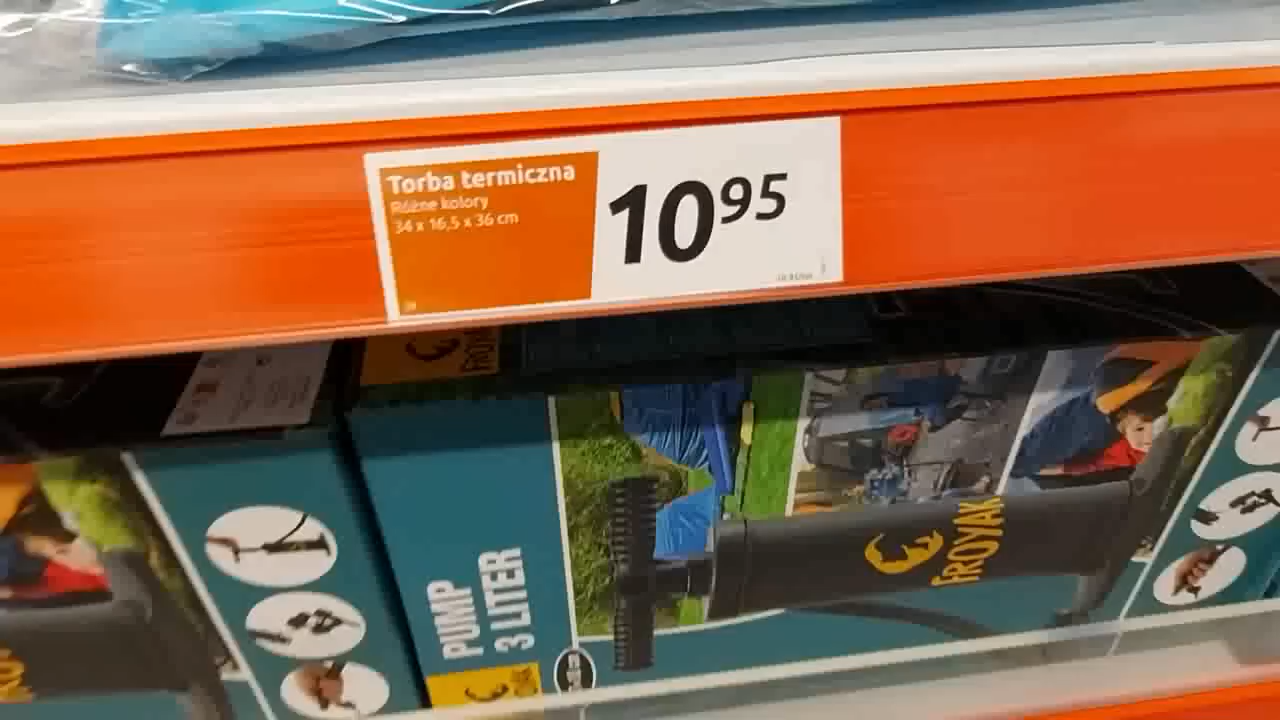 Torba termiczna
Różne kolory
34 x 16,5 x 36 cm
10⁹⁵
PUMP
3 LITER
FROYAK